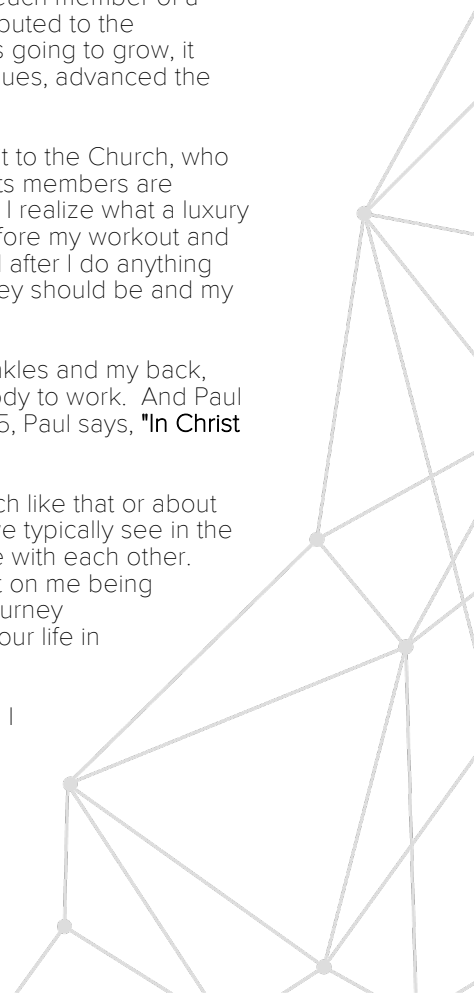 buted to the
s going to grow, it
ues, advanced the
t to the Church, who
ts members are
I realize what a luxury
fore my workout and
l after I do anything
ey should be and my
nkles and my back,
ody to work.  And Paul
5, Paul says, "In Christ
ch like that or about
ve typically see in the
e with each other.
t on me being
urney
our life in
I